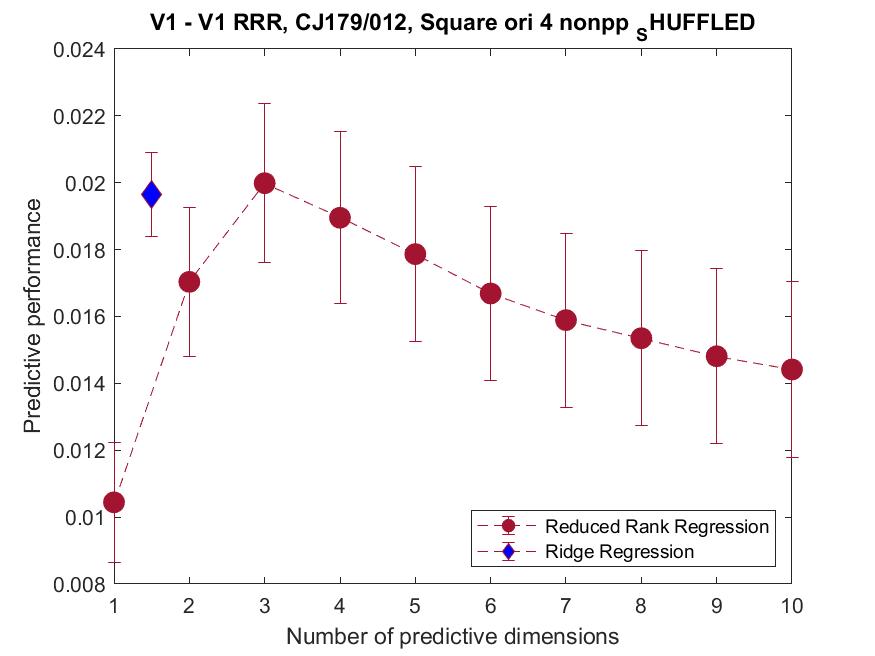 V1 - V1 RRR, CJ179/012, Square ori 4 nonpp SHUFFLED
0.024
0.022
0.02
0.018
0.016
0.014
0.012
0.01
0.008
Predictive performance
Reduced Rank Regression
Ridge Regression
1 2 3 4 5 6 7 8 9 10
Number of predictive dimensions